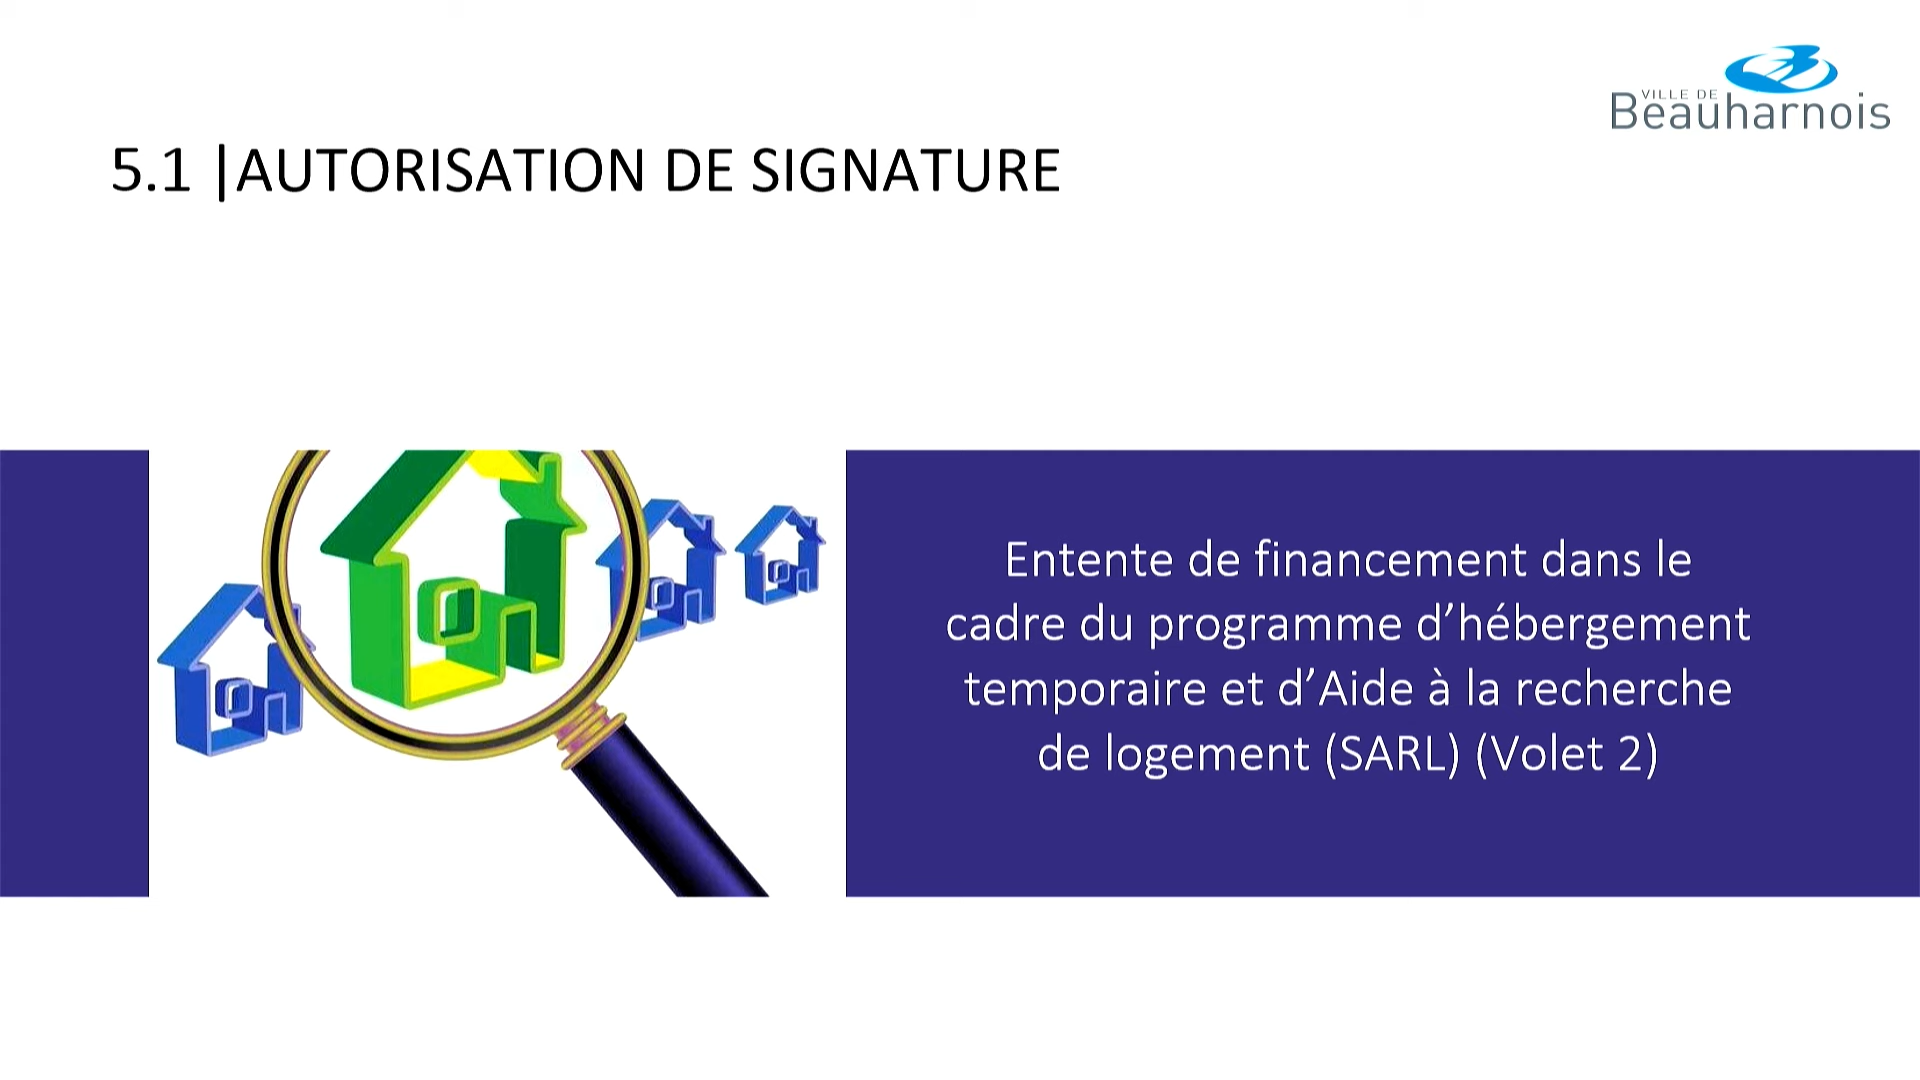 VILLE DE
Beauharnois
5.1 |AUTORISATION DE SIGNATURE
Entente de financement dans le
cadre du programme d’hébergement
temporaire et d’Aide à la recherche
de logement (SARL) (Volet 2)